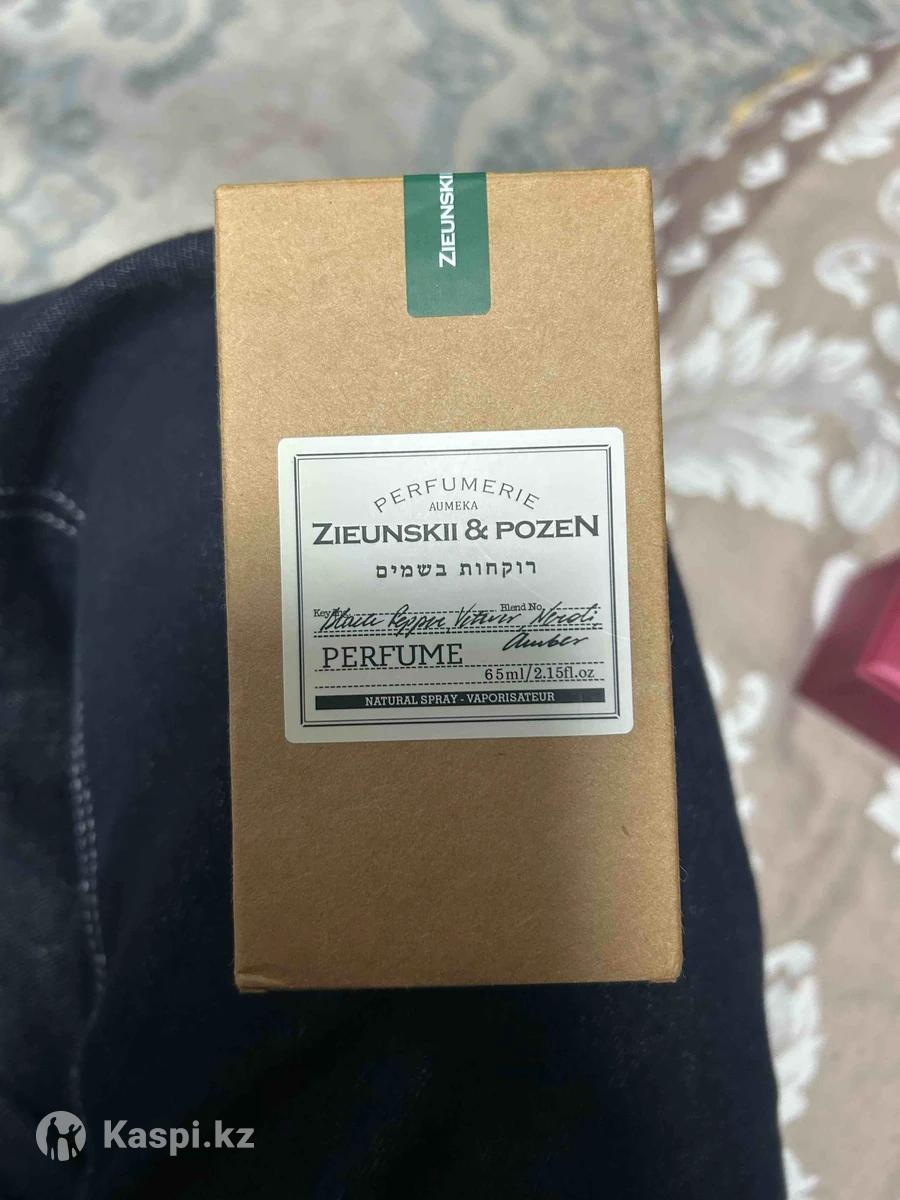 ZIEUNSKII
PERFUMERIE
AUMEKA
ZIEUNSKII & POZEN
רוקחות בשמים
Key Ing. Blend No.
Black Pepper, Vetiver, Neroli
Amber
PERFUME
65ml/2.15fl.oz
NATURAL SPRAY - VAPORISATEUR
Kaspi.kz